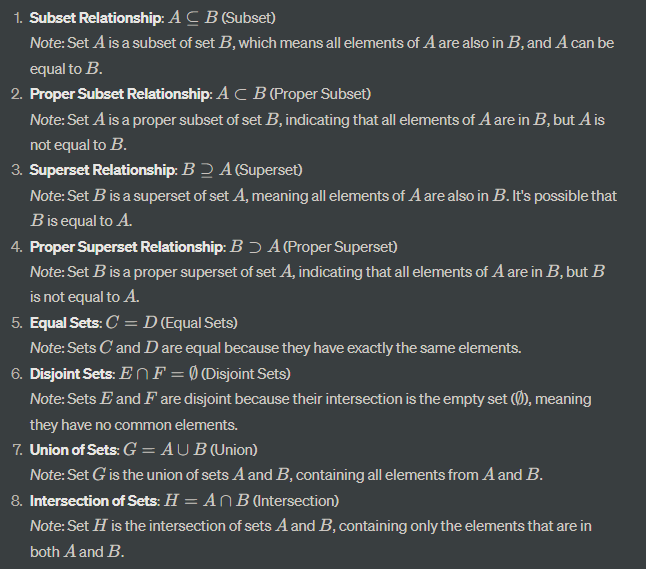 1. Subset Relationship: A ⊆ B (Subset)
Note: Set A is a subset of set B, which means all elements of A are also in B, and A can be
equal to B.
2. Proper Subset Relationship: A ⊂ B (Proper Subset)
Note: Set A is a proper subset of set B, indicating that all elements of A are in B, but A is
not equal to B.
3. Superset Relationship: B ⊇ A (Superset)
Note: Set B is a superset of set A, meaning all elements of A are also in B. It's possible that
B is equal to A.
4. Proper Superset Relationship: B ⊃ A (Proper Superset)
Note: Set B is a proper superset of set A, indicating that all elements of A are in B, but B
is not equal to A.
5. Equal Sets: C = D (Equal Sets)
Note: Sets C and D are equal because they have exactly the same elements.
6. Disjoint Sets: E ∩ F = ∅ (Disjoint Sets)
Note: Sets E and F are disjoint because their intersection is the empty set (∅), meaning
they have no common elements.
7. Union of Sets: G = A ∪ B (Union)
Note: Set G is the union of sets A and B, containing all elements from A and B.
8. Intersection of Sets: H = A ∩ B (Intersection)
Note: Set H is the intersection of sets A and B, containing only the elements that are in
both A and B.